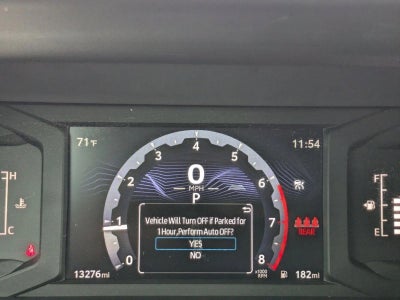 71°F
11:54
4
3 5
2 6
1 7
0 8
0
MPH
P
H
C
F
E
Vehicle Will Turn OFF if Parked for
1 Hour,Perform Auto OFF?
YES
NO
REAR
x1000
RPM
13276mi
182mi